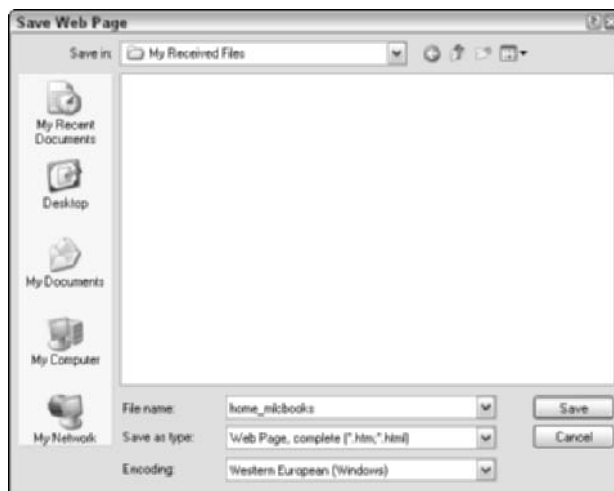 Save Web Page
Save in: My Received Files
My Recent
Documents
Desktop
My Documents
My Computer
My Network
File name: home_mlcbooks Save
Save as type: Web Page, complete (*.htm;*.html) Cancel
Encoding: Western European (Windows)